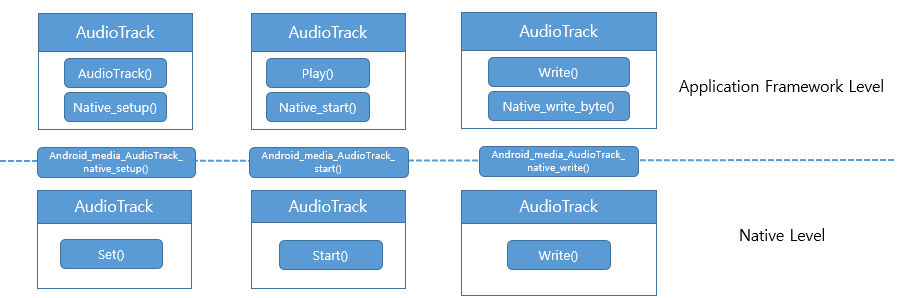 AudioTrack
AudioTrack()
Native_setup()
AudioTrack
Play()
Native_start()
AudioTrack
Write()
Native_write_byte()
Application Framework Level
Android_media_AudioTrack_
native_setup()
Android_media_AudioTrack_
start()
Android_media_AudioTrack_
native_write()
AudioTrack
Set()
AudioTrack
Start()
AudioTrack
Write()
Native Level